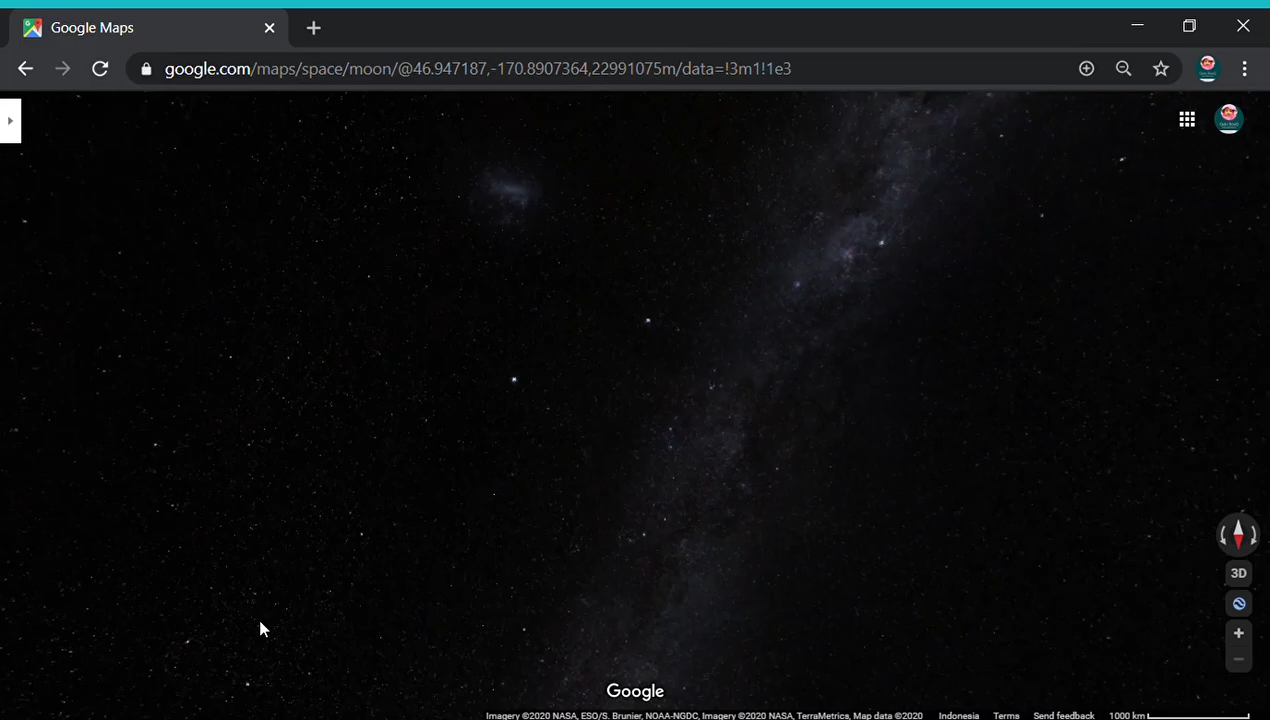 Google Maps
google.com/maps/space/moon/@46.947187,-170.8907364,22991075m/data=!3m1!1e3
3D
Google
Imagery ©2020 NASA, ESO/S. Brunier, NOAA-NGDC, Imagery ©2020 NASA, TerraMetrics, Map data ©2020 Indonesia Terms Send feedback 1000 km